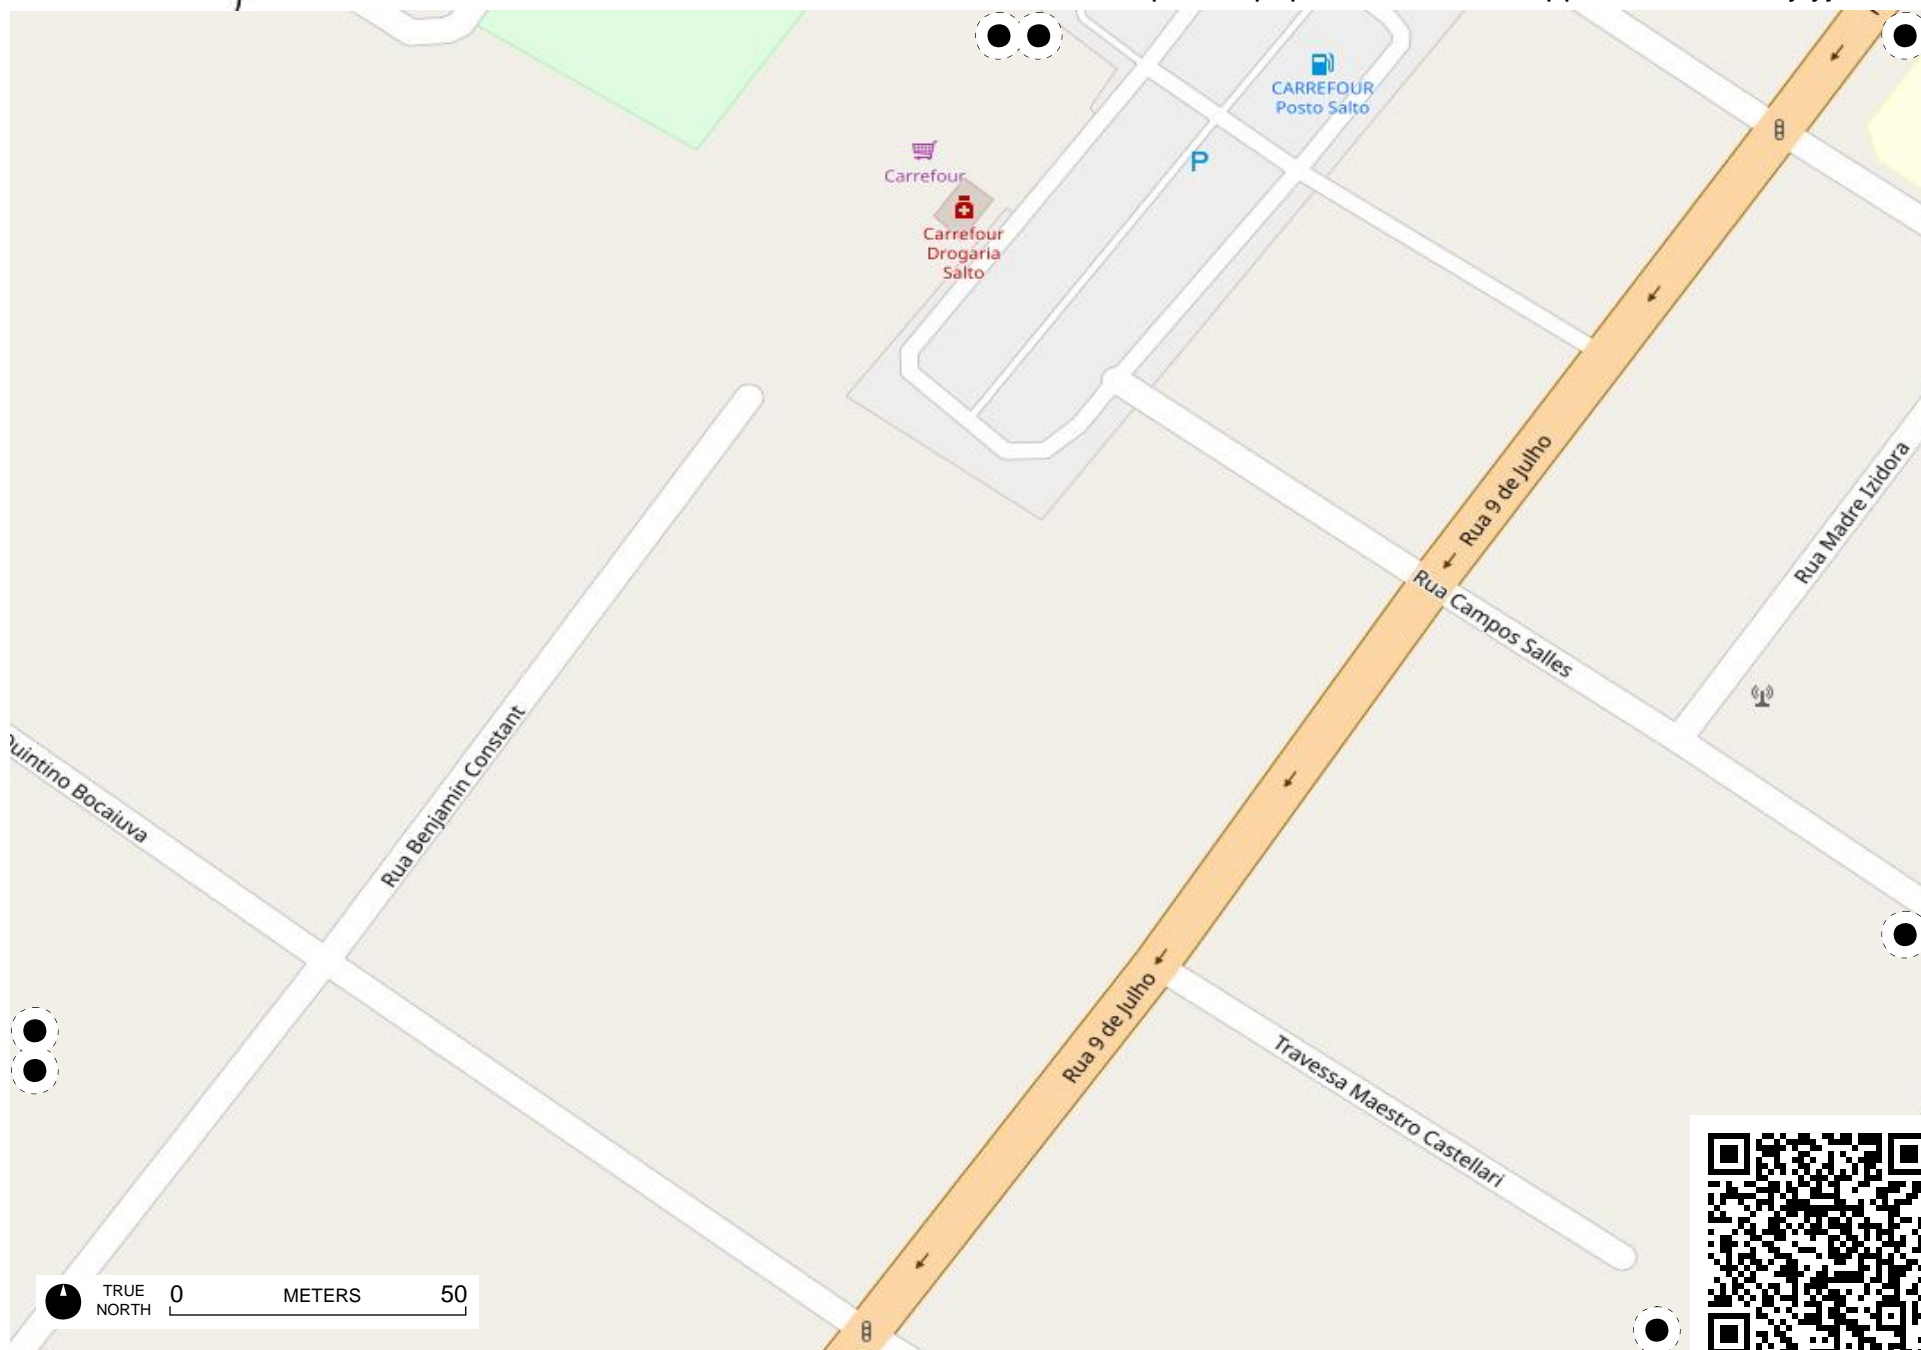 CARREFOUR
Posto Salto
P
Carrefour
Carrefour
Drogaria
Salto
Rua 9 de Julho
Rua Madre Izidora
Rua Campos Salles
Rua Benjamin Constant
Quintino Bocaiuva
Rua 9 de Julho
Travessa Maestro Castellari
TRUE
NORTH
0 METERS 50